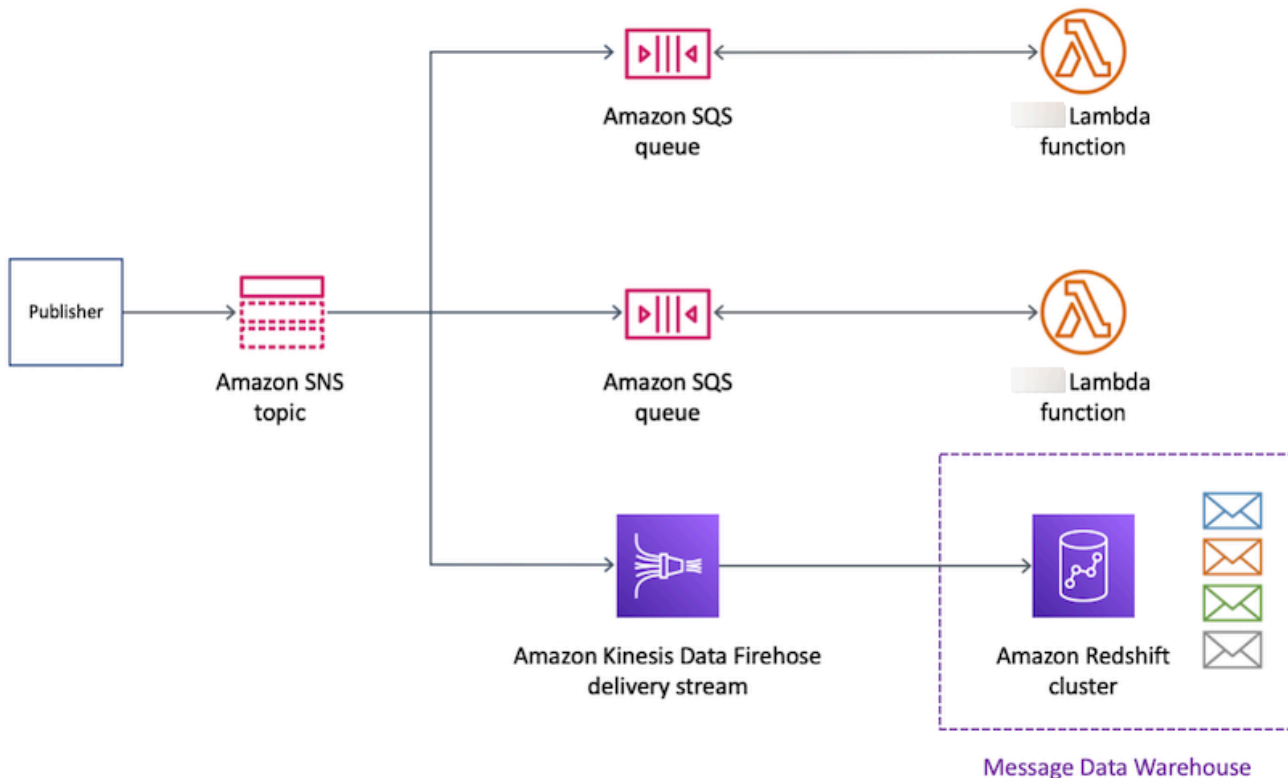 Amazon SQS
queue
Lambda
function
Publisher
Amazon SNS
topic
Amazon SQS
queue
Lambda
function
Amazon Kinesis Data Firehose
delivery stream
Amazon Redshift
cluster
Message Data Warehouse